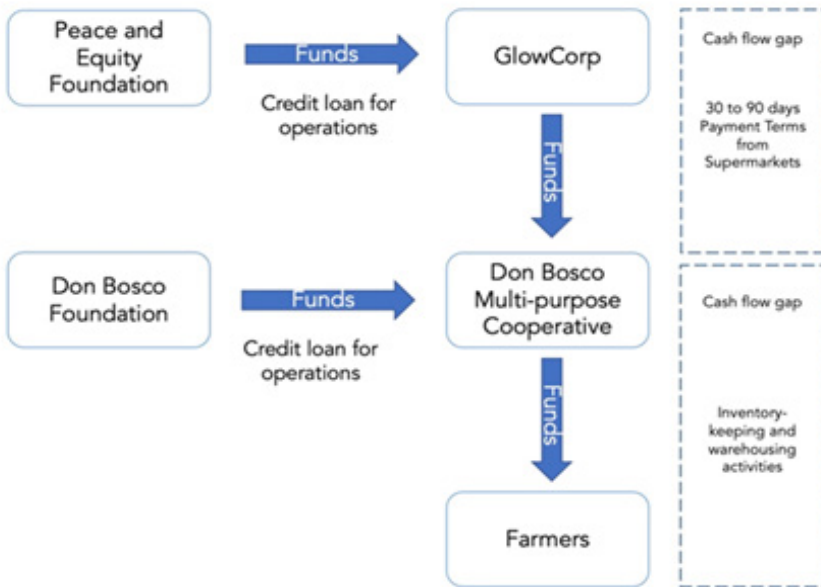 Peace and
Equity
Foundation
Funds
Credit loan for
operations
GlowCorp
Cash flow gap
30 to 90 days
Payment Terms
from
Supermarkets
Funds
Don Bosco
Foundation
Funds
Credit loan for
operations
Don Bosco
Multi-purpose
Cooperative
Cash flow gap
Inventory-
keeping and
warehousing
activities
Funds
Farmers